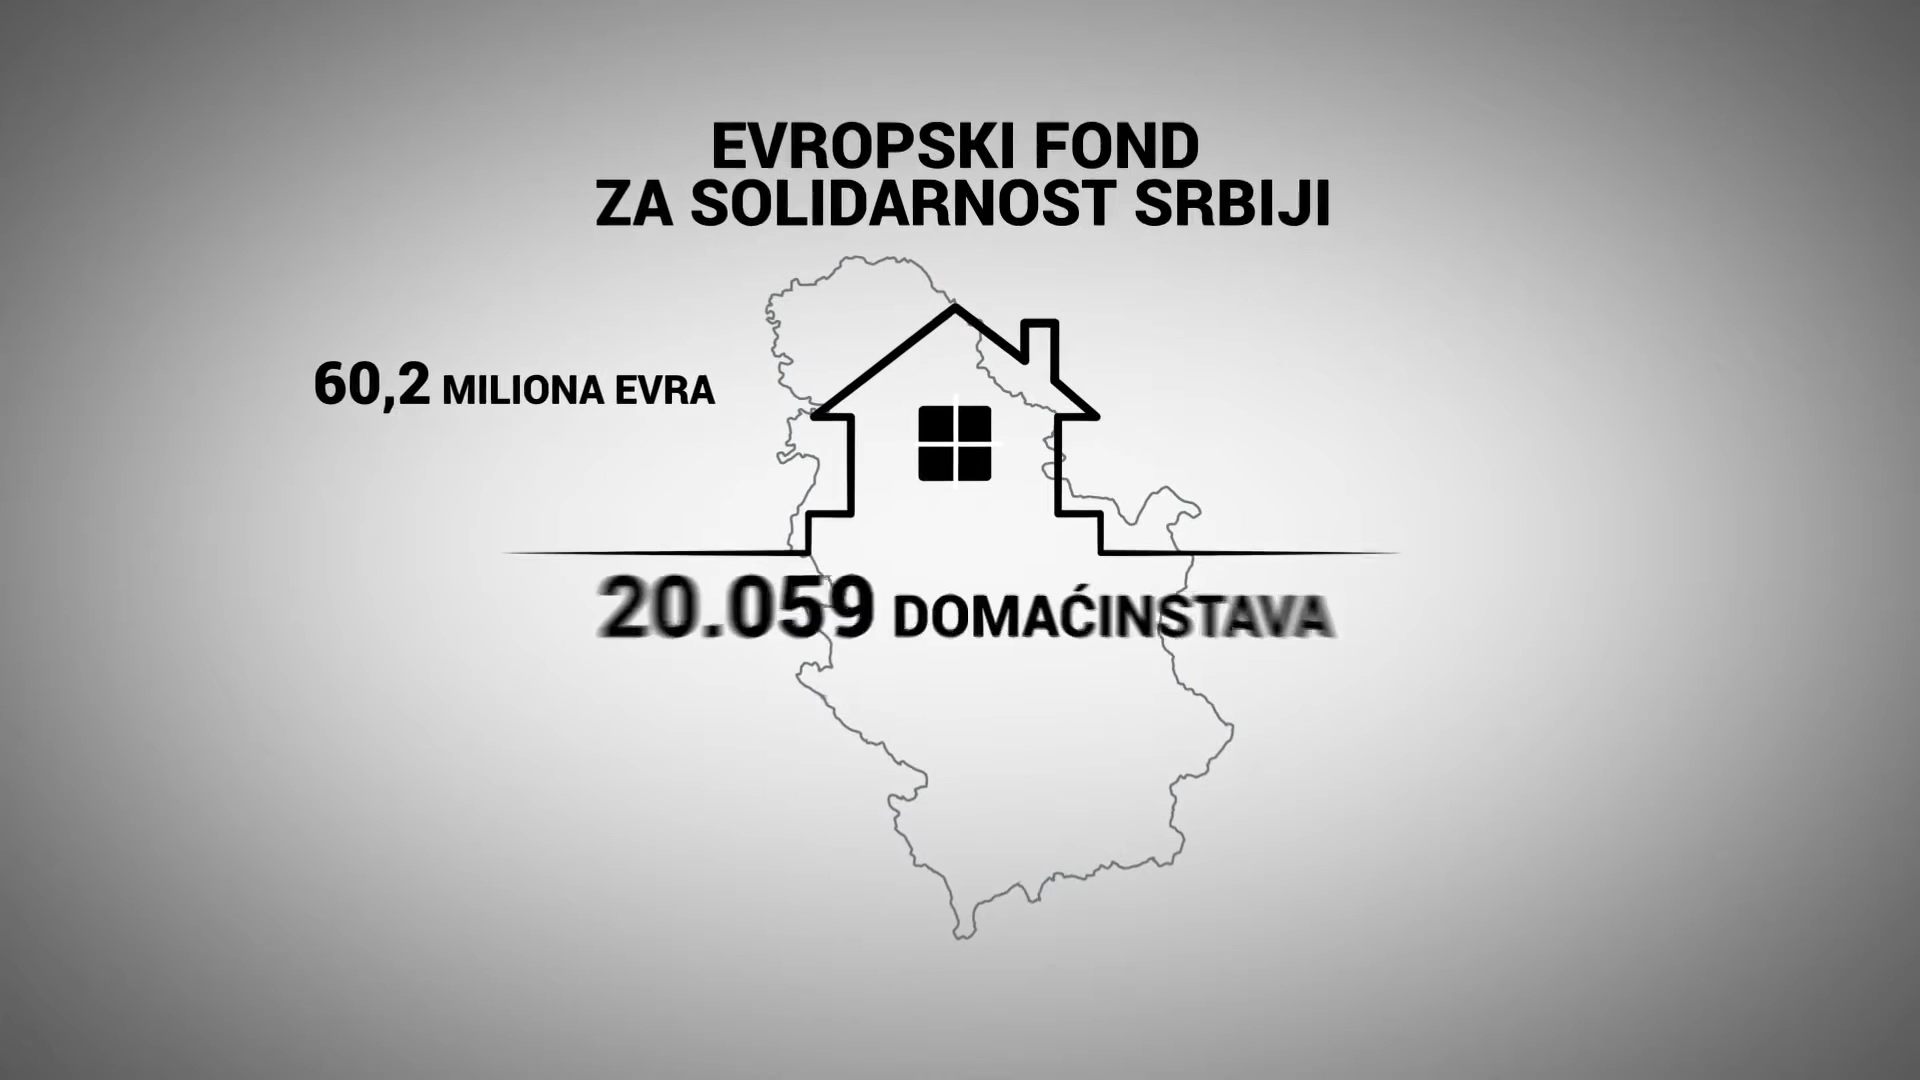 EVROPSKI FOND
ZA SOLIDARNOST SRBIJI
60,2 MILIONA EVRA
20.059 DOMAĆINSTAVA